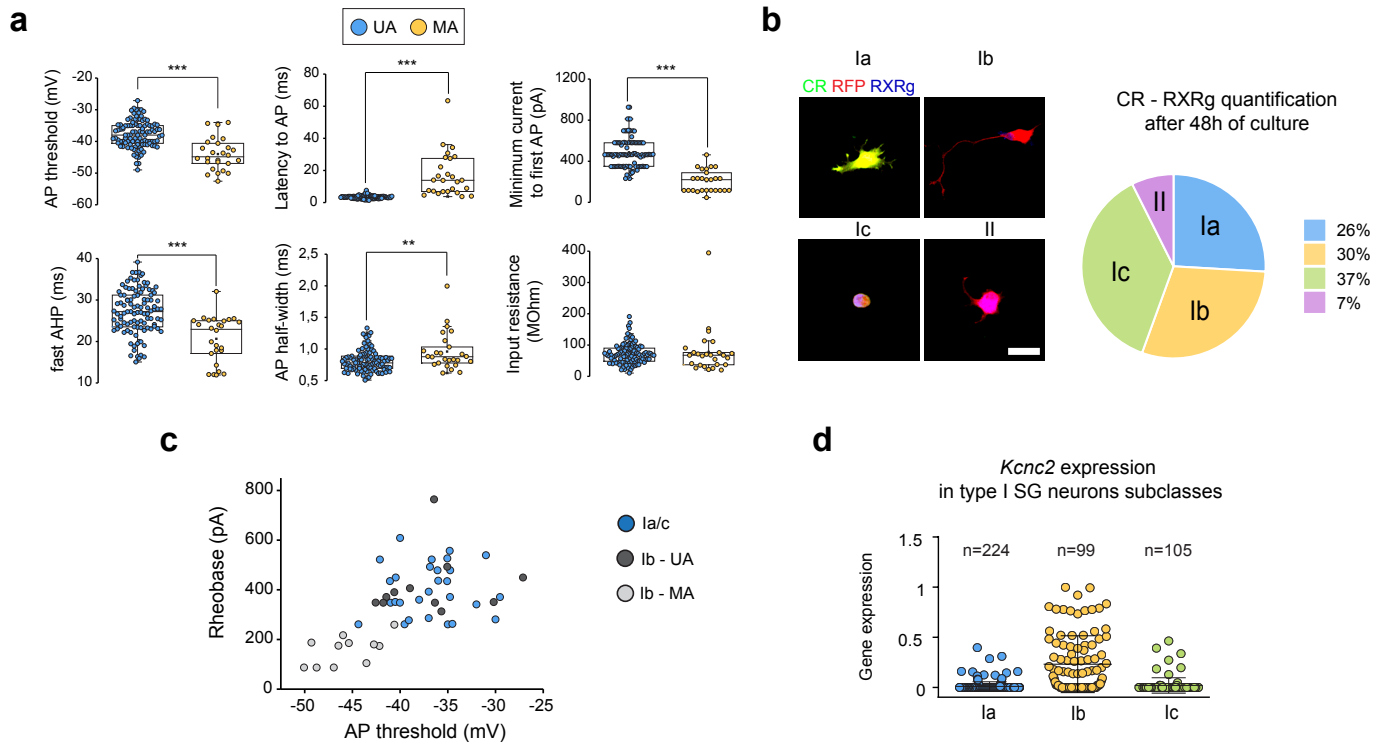 a
UA
MA
AP threshold (mV)
-20
-30
-40
-50
-60
***
Latency to AP (ms)
80
60
40
20
0
***
Minimum current
to first AP (pA)
1200
800
400
0
***
fast AHP (ms)
40
30
20
10
***
AP half-width (ms)
2,5
2,0
1,5
1,0
0,5
**
Input resistance
(MOhm)
400
300
200
100
0
b
Ia
Ib
CR RFP RXRg
Ic
II
CR - RXRg quantification
after 48h of culture
II
Ia
Ic
Ib
26%
30%
37%
7%
c
Rheobase (pA)
800
600
400
200
0
-50
-45
-40
-35
-30
-25
AP threshold (mV)
Ia/c
Ib - UA
Ib - MA
d
Kcnc2 expression
in type I SG neurons subclasses
Gene expression
1.5
1
0.5
0
n=224
n=99
n=105
Ia
Ib
Ic